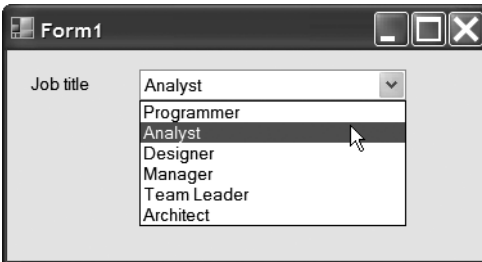 Form1
Job title
Analyst
Programmer
Analyst
Designer
Manager
Team Leader
Architect